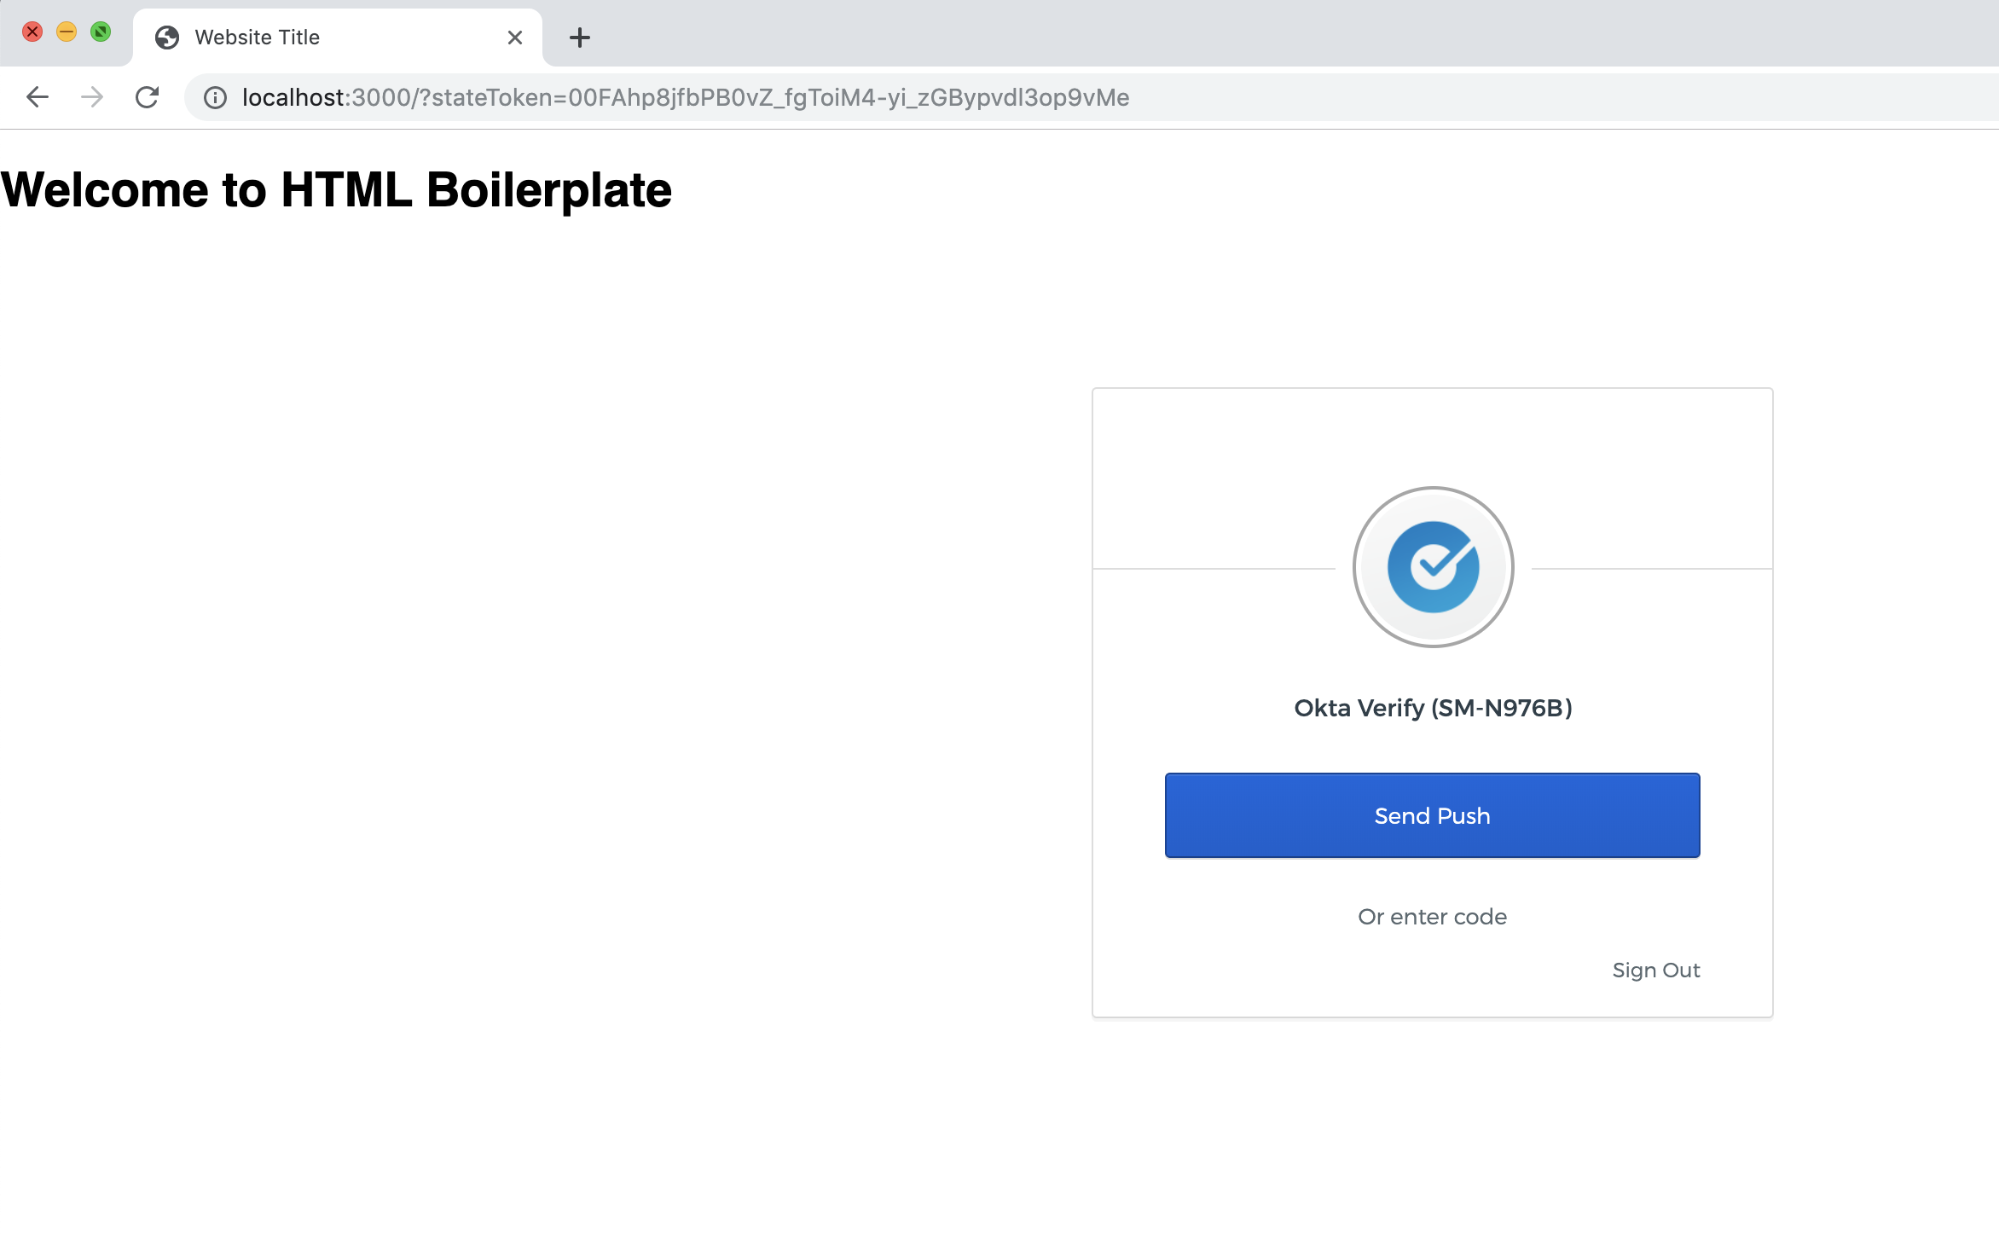 Website Title
localhost:3000/?stateToken=00FAhp8jfbPB0vZ_fgToiM4-yi_zGBypvdl3op9vMe
Welcome to HTML Boilerplate
Okta Verify (SM-N976B)
Send Push
Or enter code
Sign Out